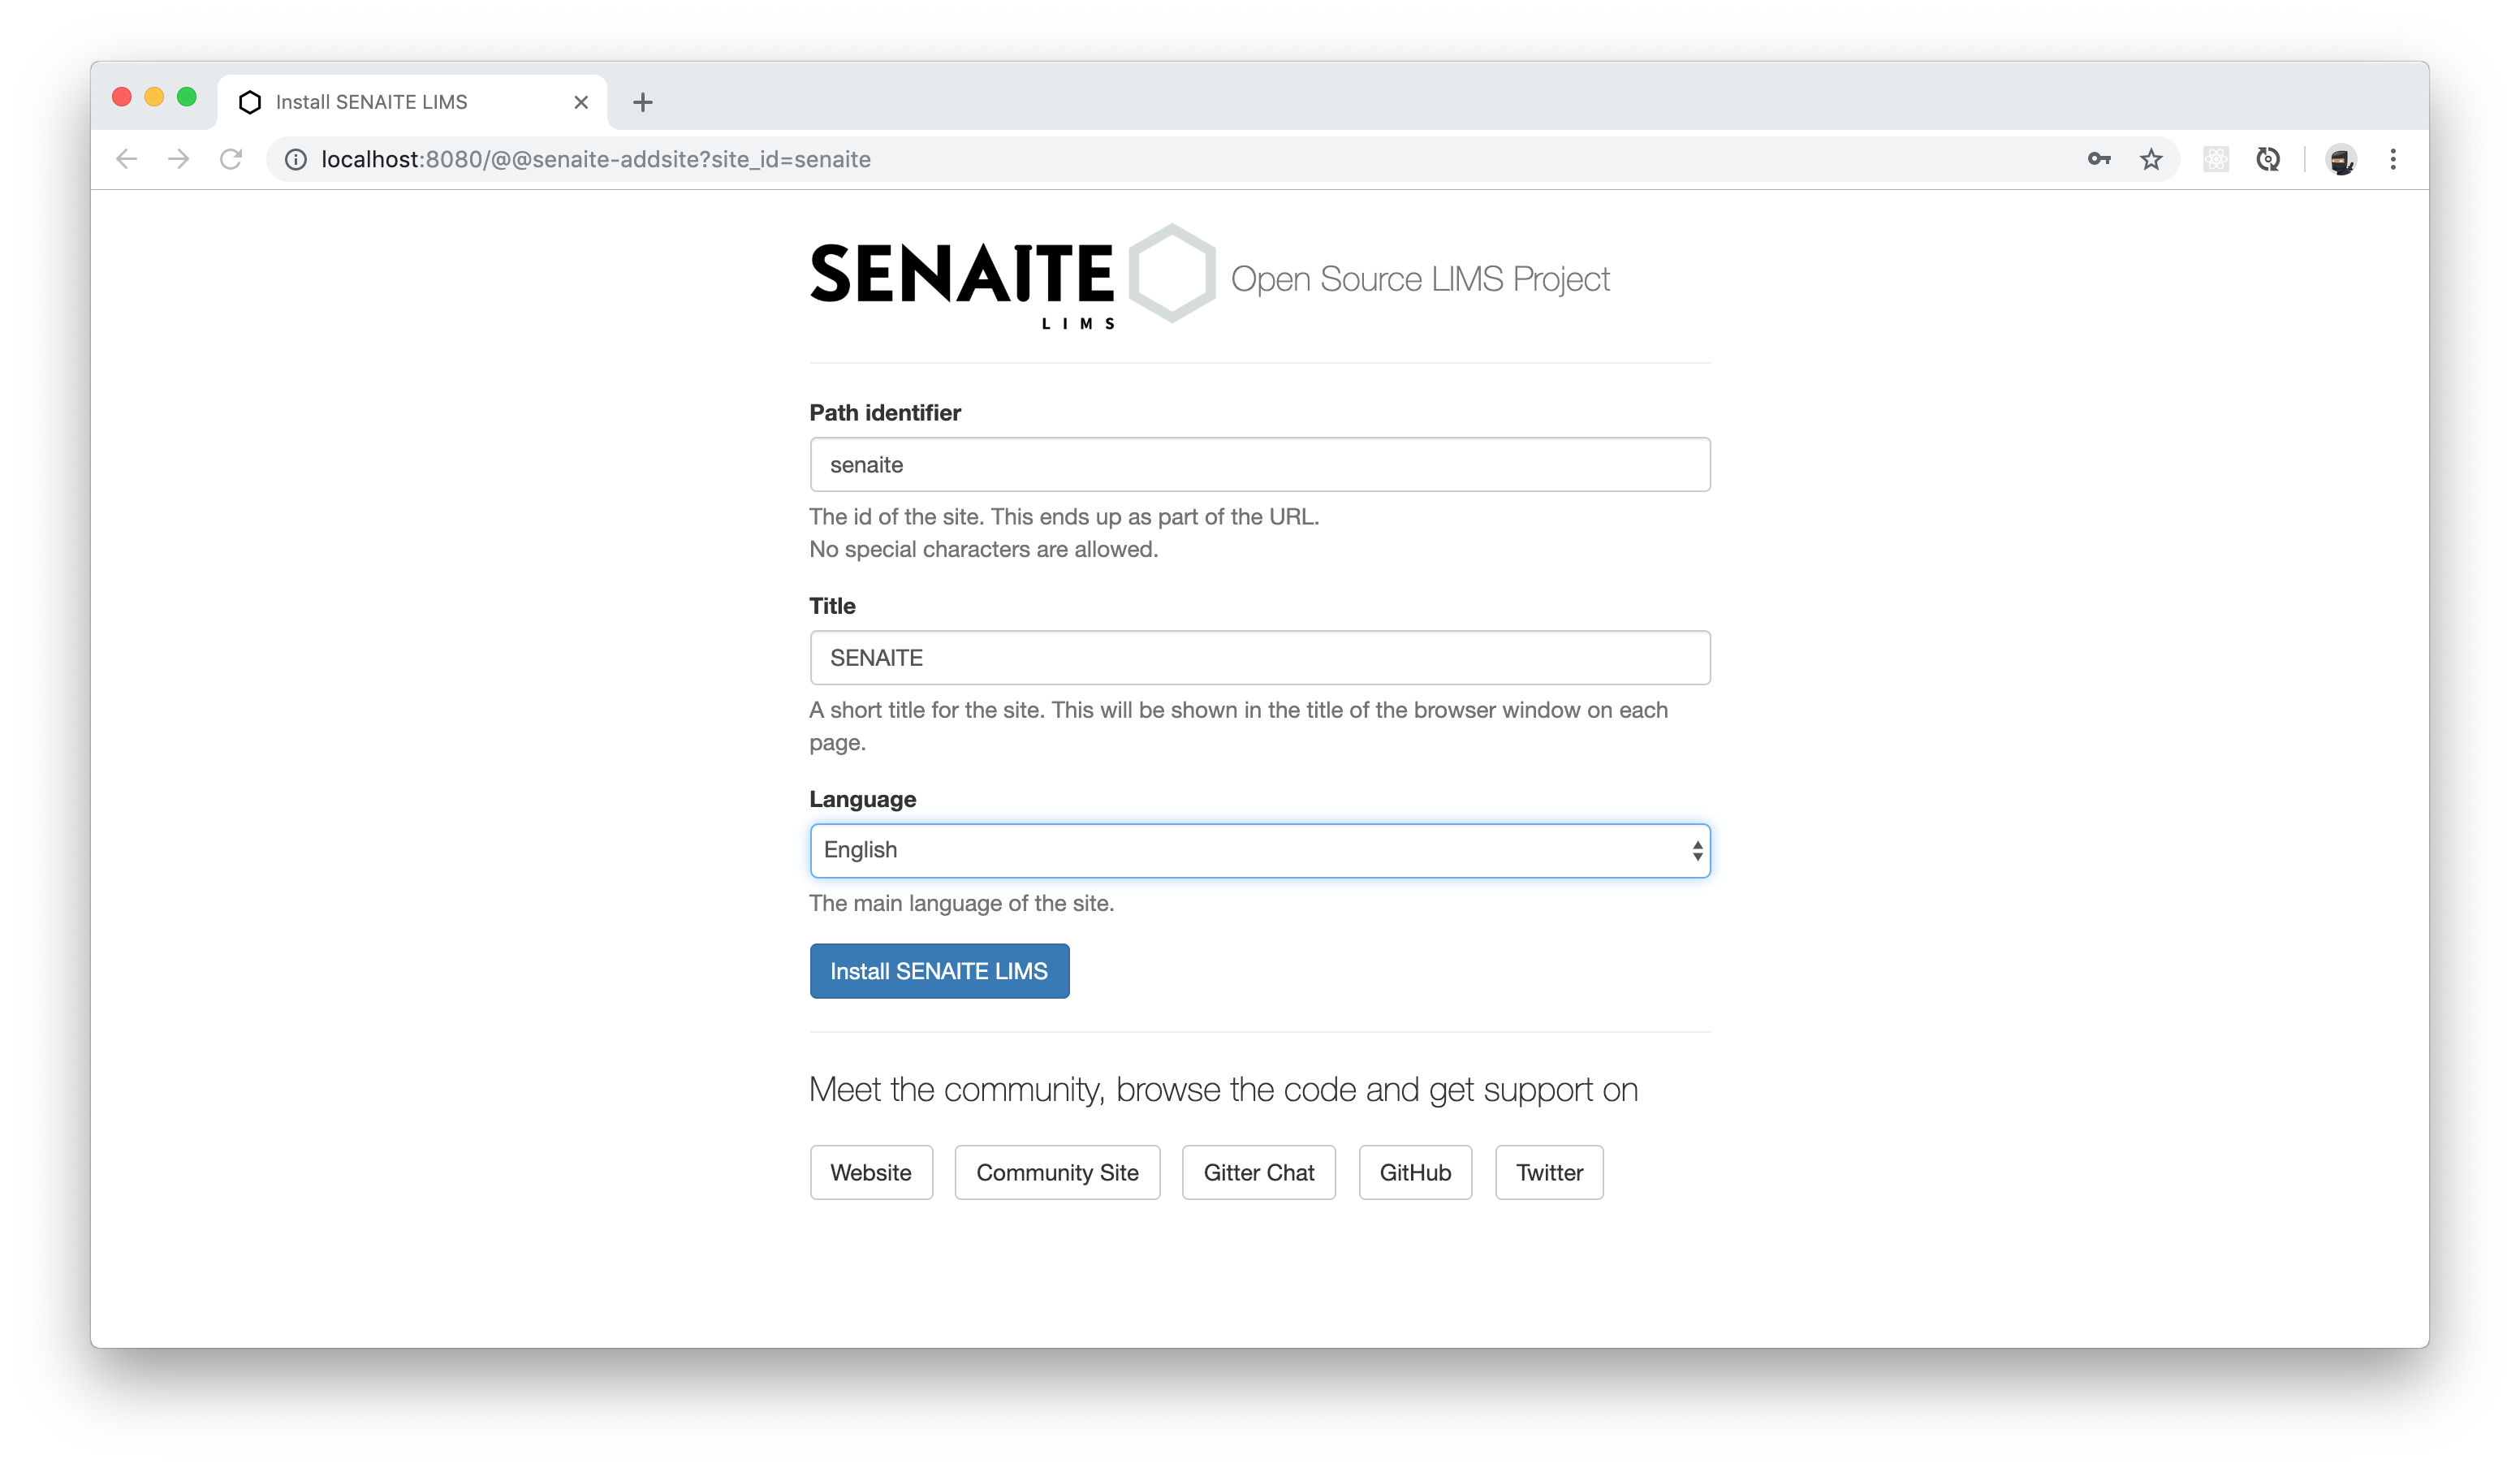 Install SENAITE LIMS
localhost:8080/@@senaite-addsite?site_id=senaite
SENAITE
LIMS
Open Source LIMS Project
Path identifier
senaite
The id of the site. This ends up as part of the URL.
No special characters are allowed.
Title
SENAITE
A short title for the site. This will be shown in the title of the browser window on each
page.
Language
English
The main language of the site.
Install SENAITE LIMS
Meet the community, browse the code and get support on
Website Community Site Gitter Chat GitHub Twitter